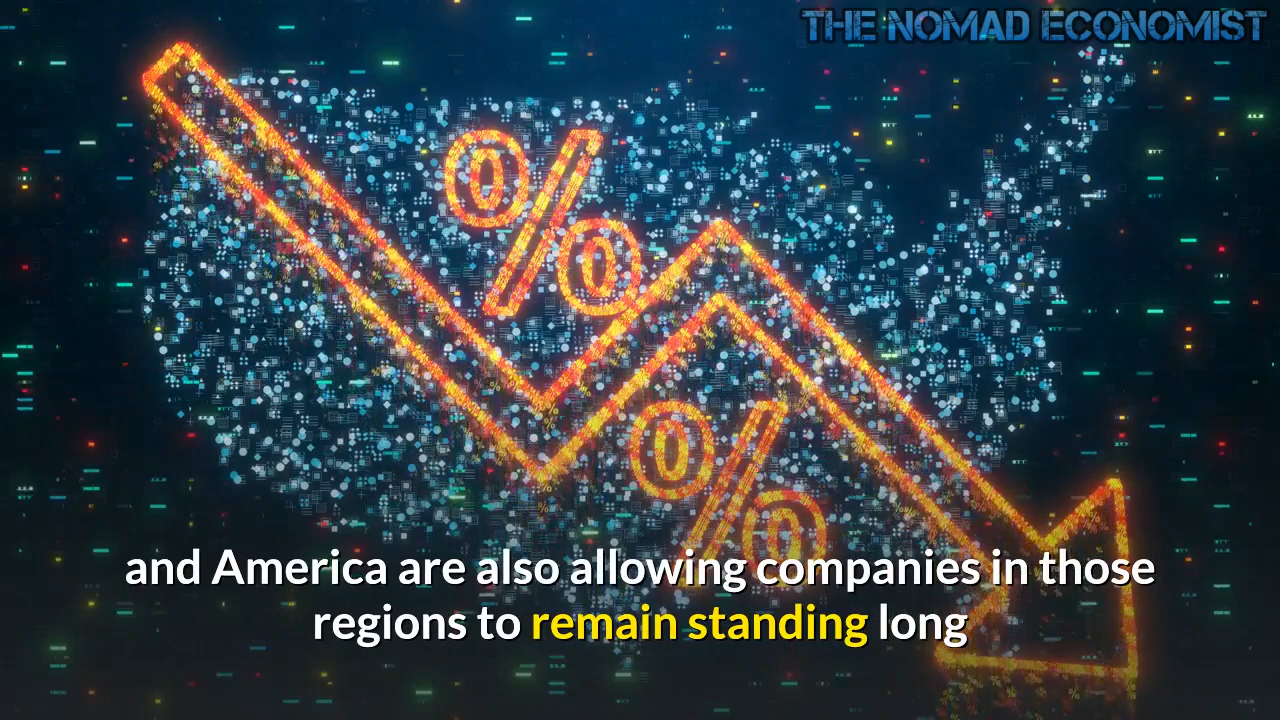 THE NOMAD ECONOMIST
%
%
and America are also allowing companies in those
regions to remain standing long